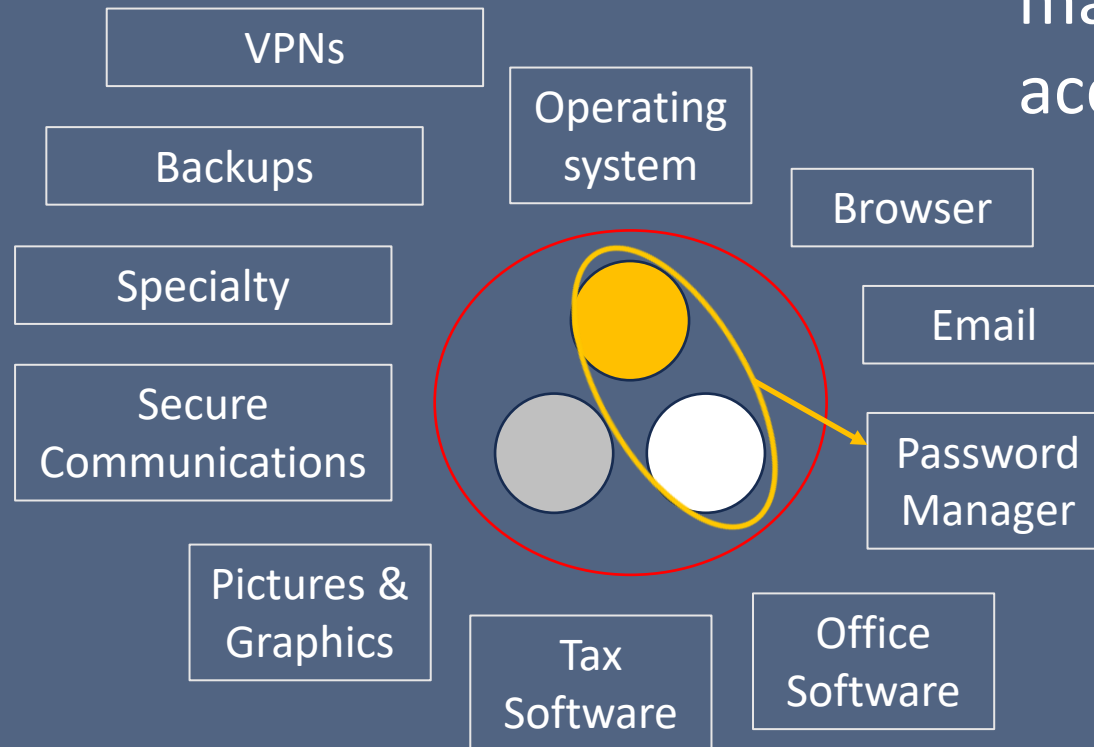 VPNs
Operating
system
Backups
Browser
Specialty
Email
Secure
Communications
Password
Manager
Pictures &
Graphics
Tax
Software
Office
Software